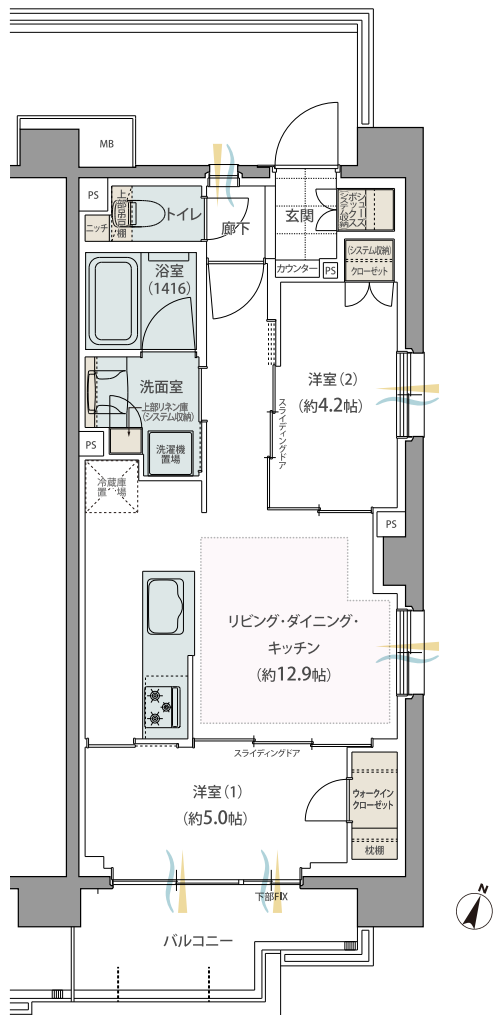 MB
PS
上部吊戸棚
トイレ
ニッチ
廊下
玄関
シューズ
ボックス
(システム収納)
カウンター
PS
(システム収納)
クローゼット
浴室
(1416)
洋室(2)
(約4.2帖)
スライディングドア
洗面室
上部リネン庫
(システム収納)
PS
洗濯機
置場
冷蔵庫
置場
PS
リビング・ダイニング・
キッチン
(約12.9帖)
スライディングドア
洋室(1)
(約5.0帖)
ウォークイン
クローゼット
枕棚
下部FIX
バルコニー
N